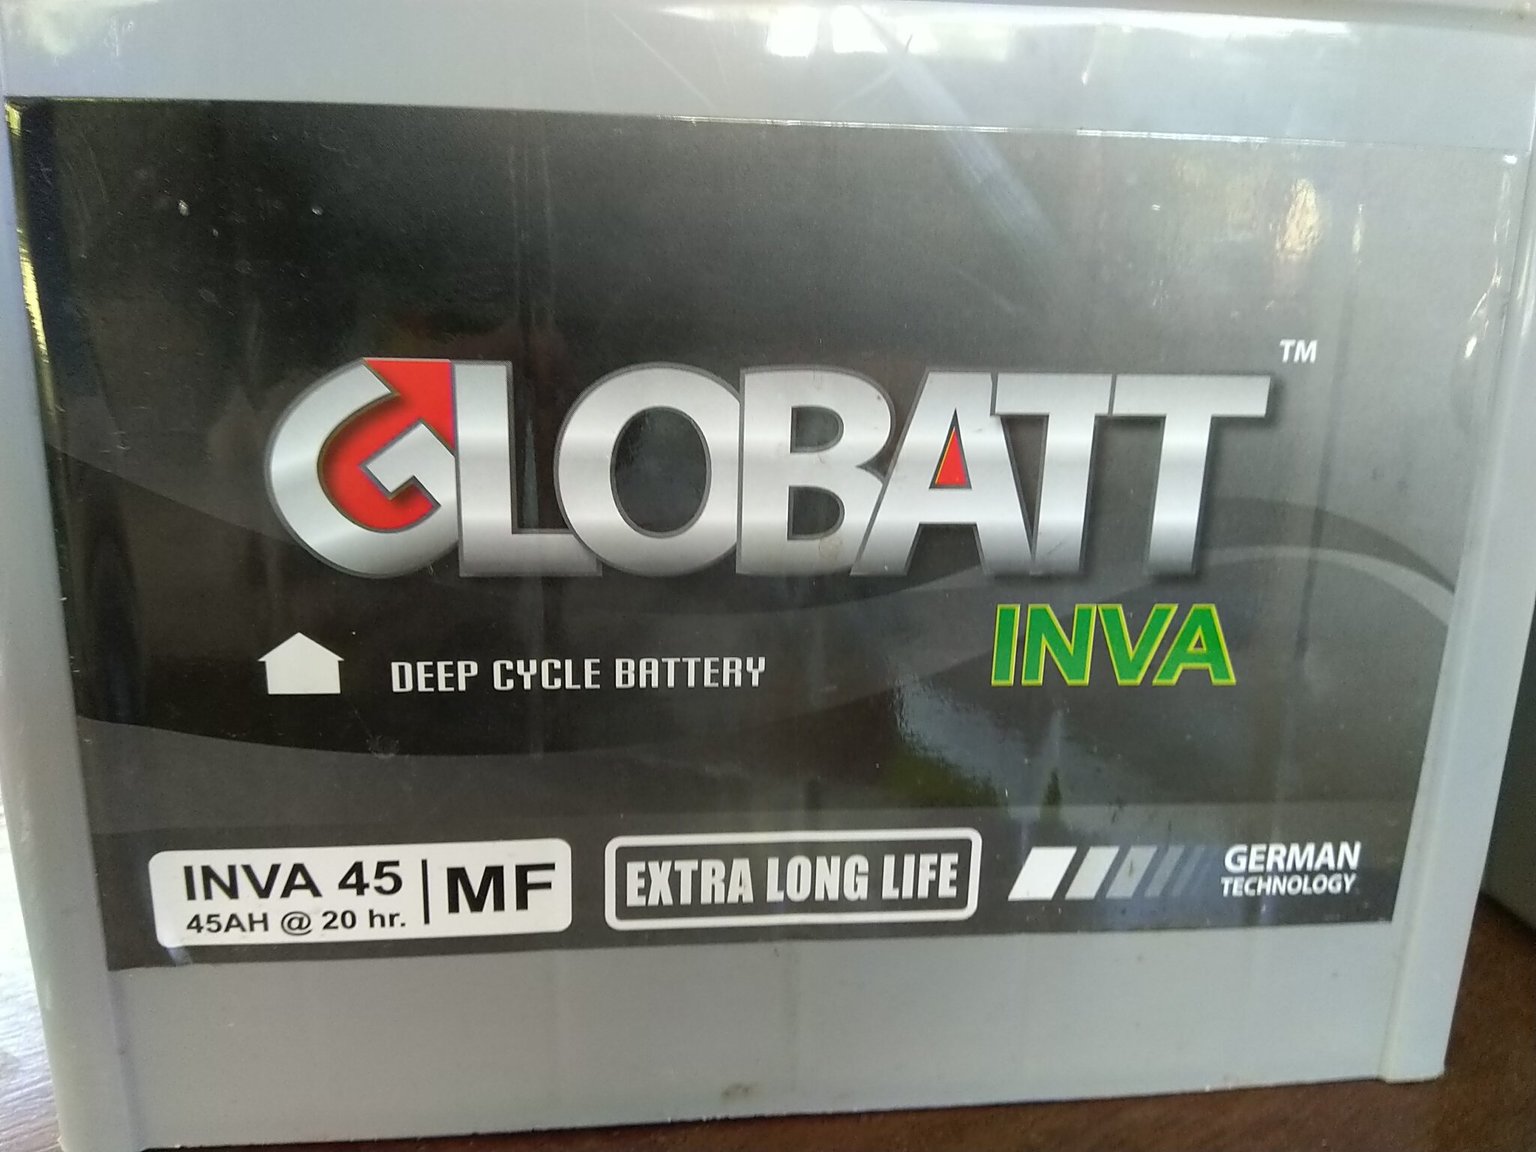 GLOBATT™
INVA
DEEP CYCLE BATTERY
INVA 45
45AH @ 20 hr.
MF
EXTRA LONG LIFE
GERMAN
TECHNOLOGY